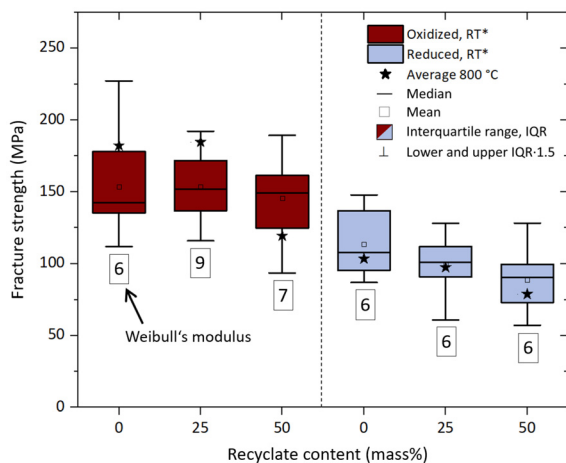 Oxidized, RT*
Reduced, RT*
Average 800 °C
Median
Mean
Interquartile range, IQR
Lower and upper IQR·1.5
Fracture strength (MPa)
250
200
150
100
50
0
6
9
7
6
6
6
Weibull‘s modulus
0
25
50
0
25
50
Recyclate content (mass%)